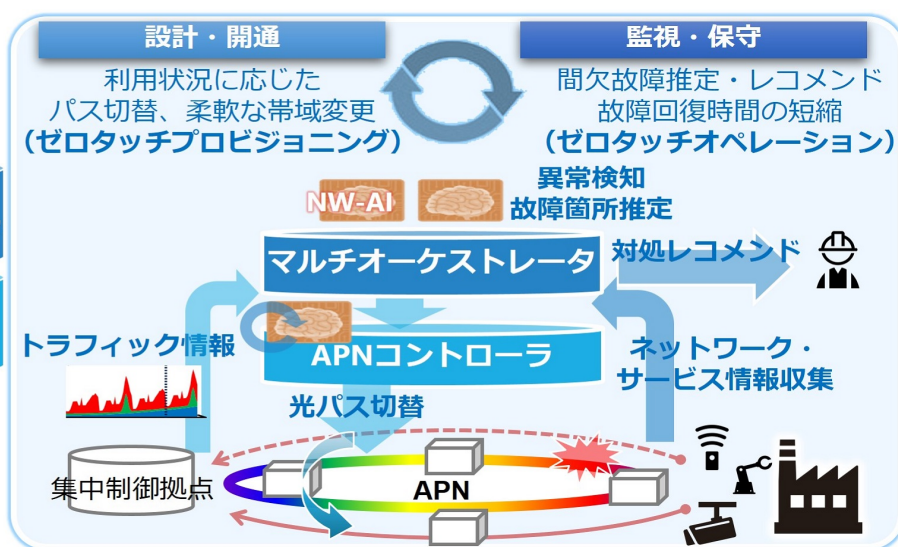 設計・開通
利用状況に応じた
パス切替、柔軟な帯域変更
（ゼロタッチプロビジョニング）
監視・保守
間欠故障推定・レコメンド
故障回復時間の短縮
（ゼロタッチオペレーション）
NW-AI
異常検知
故障箇所推定
マルチオーケストレータ
対処レコメンド
トラフィック情報
APNコントローラ
ネットワーク・
サービス情報収集
光パス切替
集中制御拠点
APN